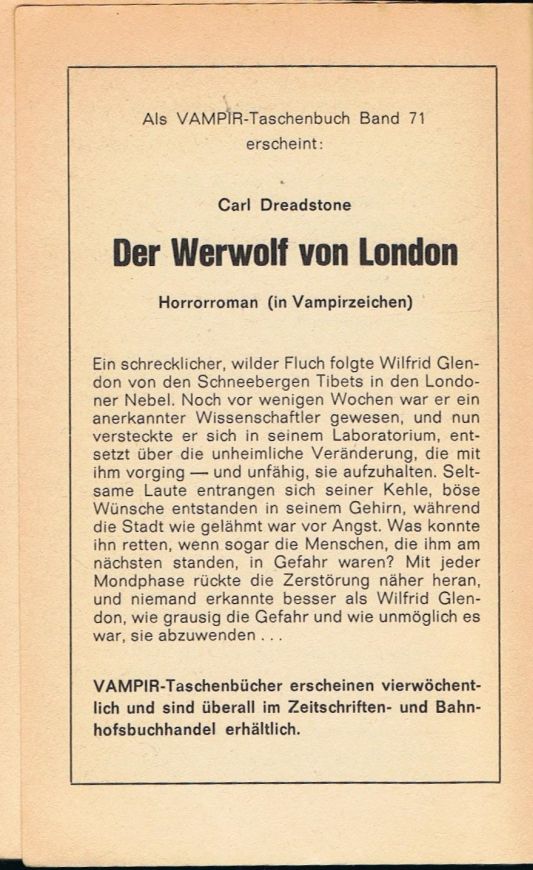 Als VAMPIR-Taschenbuch Band 71
erscheint:
Carl Dreadstone
Der Werwolf von London
Horrorroman (in Vampirzeichen)
Ein schrecklicher, wilder Fluch folgte Wilfrid Glen-
don von den Schneebergen Tibets in den Londo-
ner Nebel. Noch vor wenigen Wochen war er ein
anerkannter Wissenschaftler gewesen, und nun
versteckte er sich in seinem Laboratorium, ent-
setzt über die unheimliche Veränderung, die mit
ihm vorging — und unfähig, sie aufzuhalten. Selt-
same Laute entrangen sich seiner Kehle, böse
Wünsche entstanden in seinem Gehirn, während
die Stadt wie gelähmt war vor Angst. Was konnte
ihn retten, wenn sogar die Menschen, die ihm am
nächsten standen, in Gefahr waren? Mit jeder
Mondphase rückte die Zerstörung näher heran,
und niemand erkannte besser als Wilfrid Glen-
don, wie grausig die Gefahr und wie unmöglich es
war, sie abzuwenden . . .
VAMPIR-Taschenbücher erscheinen vierwöchent-
lich und sind überall im Zeitschriften- und Bahn-
hofsbuchhandel erhältlich.